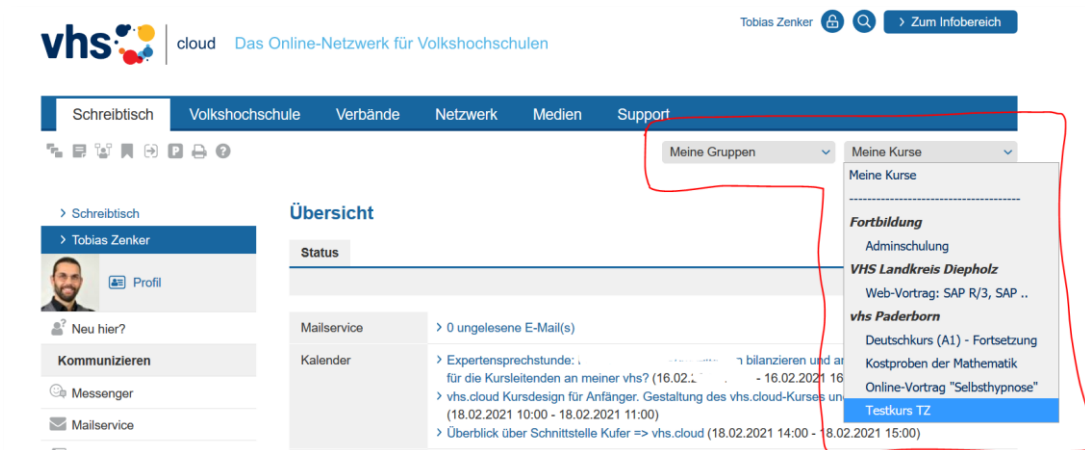 Tobias Zenker
> Zum Infobereich
vhs
cloud Das Online-Netzwerk für Volkshochschulen
Schreibtisch Volkshochschule Verbände Netzwerk Medien Support
Meine Gruppen
Meine Kurse
Meine Kurse
---------------------------------------
Fortbildung
Adminschulung
VHS Landkreis Diepholz
Web-Vortrag: SAP R/3, SAP ..
vhs Paderborn
Deutschkurs (A1) - Fortsetzung
Kostproben der Mathematik
Online-Vortrag "Selbsthypnose"
Testkurs TZ
> Schreibtisch
> Tobias Zenker
Profil
Neu hier?
Kommunizieren
Messenger
Mailservice
Übersicht
Status
Mailservice
> 0 ungelesene E-Mail(s)
Kalender
> Expertensprechstunde: bilanzieren und
für die Kursleitenden an meiner vhs? (16.02. - 16.02.2021 16
> vhs.cloud Kursdesign für Anfänger. Gestaltung des vhs.cloud-Kurses
(18.02.2021 10:00 - 18.02.2021 11:00)
> Überblick über Schnittstelle Kufer => vhs.cloud (18.02.2021 14:00 - 18.02.2021 15:00)